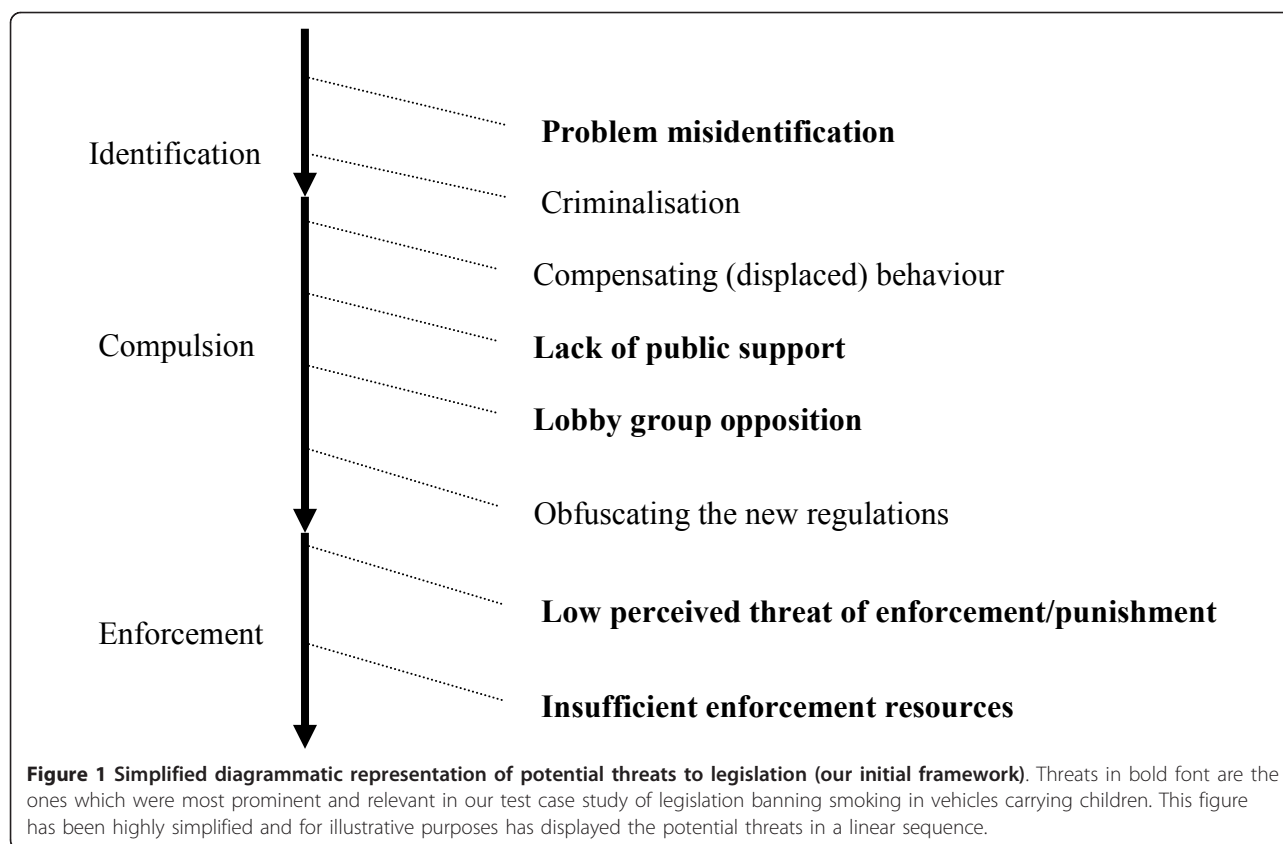 Problem misidentification
Identification
Criminalisation
Compensating (displaced) behaviour
Compulsion
Lack of public support
Lobby group opposition
Obfuscating the new regulations
Low perceived threat of enforcement/punishment
Enforcement
Insufficient enforcement resources
Figure 1 Simplified diagrammatic representation of potential threats to legislation (our initial framework). Threats in bold font are the
ones which were most prominent and relevant in our test case study of legislation banning smoking in vehicles carrying children. This figure
has been highly simplified and for illustrative purposes has displayed the potential threats in a linear sequence.